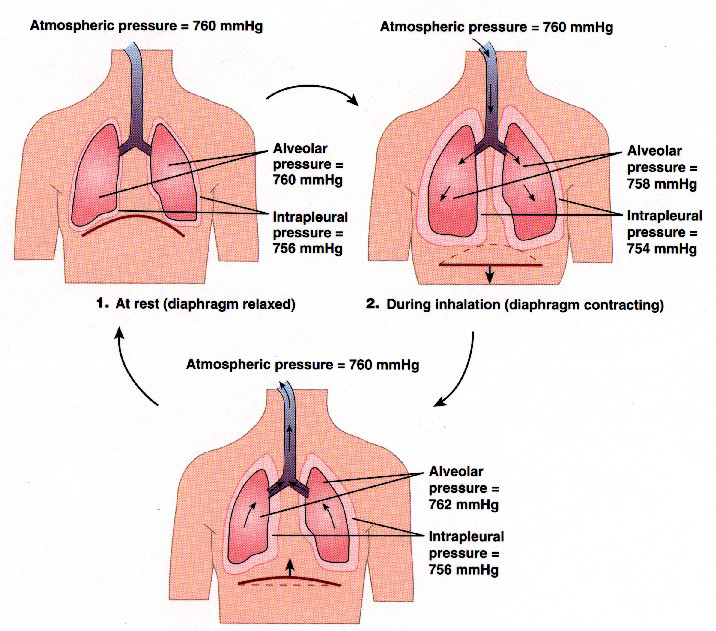 Atmospheric pressure = 760 mmHg
Alveolar
pressure =
760 mmHg
Intrapleural
pressure =
756 mmHg
1. At rest (diaphragm relaxed)
Atmospheric pressure = 760 mmHg
Alveolar
pressure =
758 mmHg
Intrapleural
pressure =
754 mmHg
2. During inhalation (diaphragm contracting)
Atmospheric pressure = 760 mmHg
Alveolar
pressure =
762 mmHg
Intrapleural
pressure =
756 mmHg